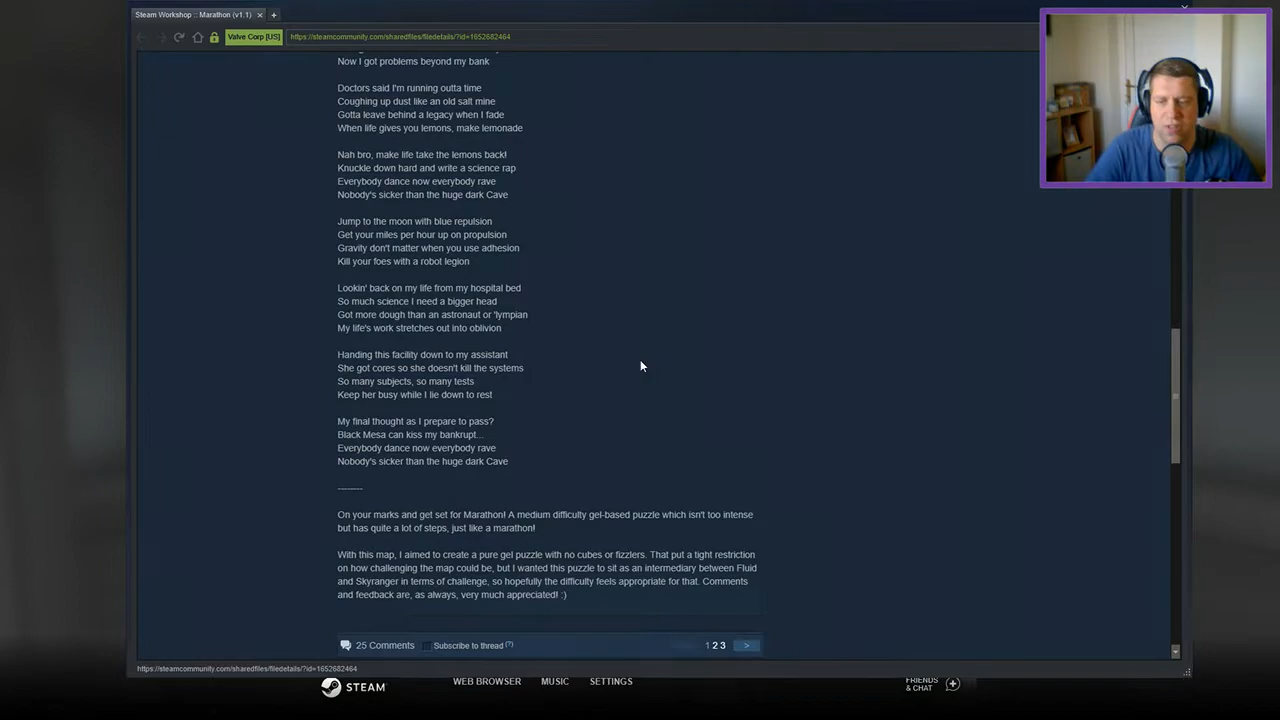 Steam Workshop :: Marathon (v1.1)
Valve Corp [US]
https://steamcommunity.com/sharedfiles/filedetails/?id=1652682464
Now I got problems beyond my bank
Doctors said I'm running outta time
Coughing up dust like an old salt mine
Gotta leave behind a legacy when I fade
When life gives you lemons, make lemonade
Nah bro, make life take the lemons back!
Knuckle down hard and write a science rap
Everybody dance now everybody rave
Nobody's sicker than the huge dark Cave
Jump to the moon with blue repulsion
Get your miles per hour up on propulsion
Gravity don't matter when you use adhesion
Kill your foes with a robot legion
Lookin' back on my life from my hospital bed
So much science I need a bigger head
Got more dough than an astronaut or 'lympian
My life's work stretches out into oblivion
Handing this facility down to my assistant
She got cores so she doesn't kill the systems
So many subjects, so many tests
Keep her busy while I lie down to rest
My final thought as I prepare to pass?
Black Mesa can kiss my bankrupt...
Everybody dance now everybody rave
Nobody's sicker than the huge dark Cave
--------
On your marks and get set for Marathon! A medium difficulty gel-based puzzle which isn't too intense
but has quite a lot of steps, just like a marathon!
With this map, I aimed to create a pure gel puzzle with no cubes or fizzlers. That put a tight restriction
on how challenging the map could be, but I wanted this puzzle to sit as an intermediary between Fluid
and Skyranger in terms of challenge, so hopefully the difficulty feels appropriate for that. Comments
and feedback are, as always, very much appreciated! :)
25 Comments Subscribe to thread (?) 1 2 3 >
https://steamcommunity.com/sharedfiles/filedetails/?id=1652682464
STEAM WEB BROWSER MUSIC SETTINGS FRIENDS
& CHAT